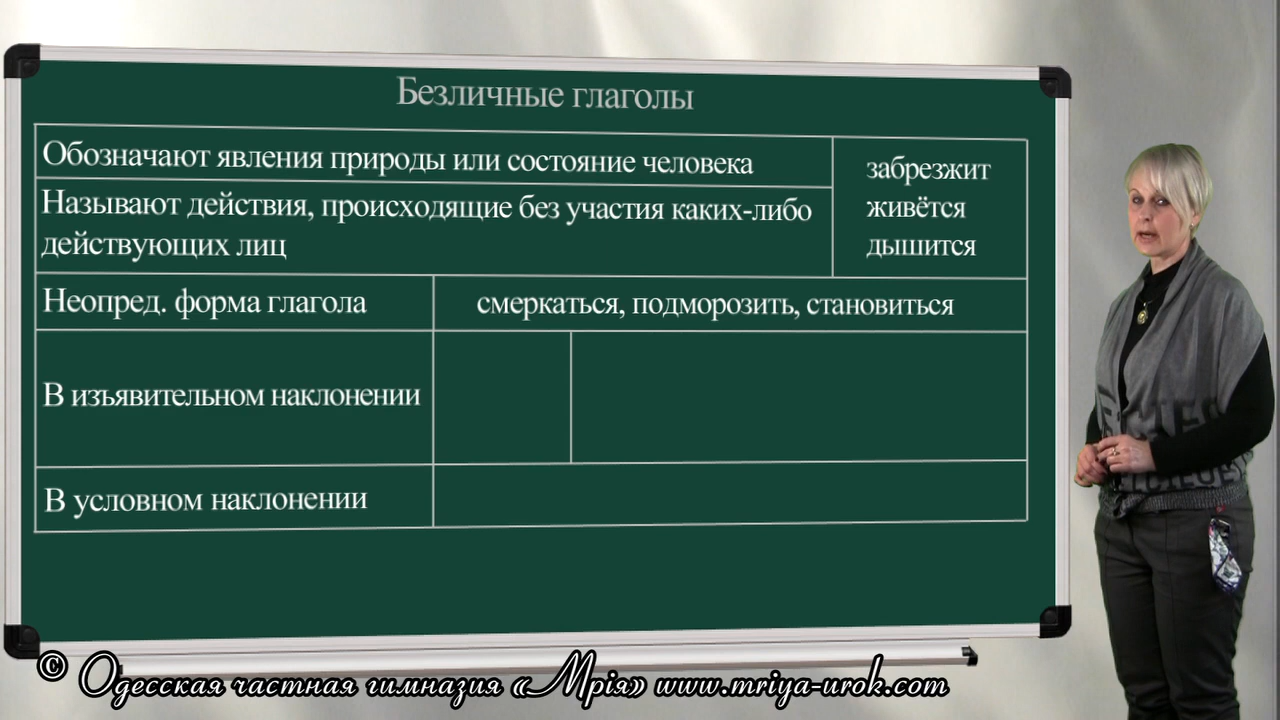 Безличные глаголы
Обозначают явления природы или состояние человека
Называют действия, происходящие без участия каких-либо
действующих лиц
забрезжит
живётся
дышится
Неопред. форма глагола
смеркаться, подморозить, становиться
В изъявительном наклонении
В условном наклонении
© Одесская частная гимназия «Мрія» www.mriya-urok.com